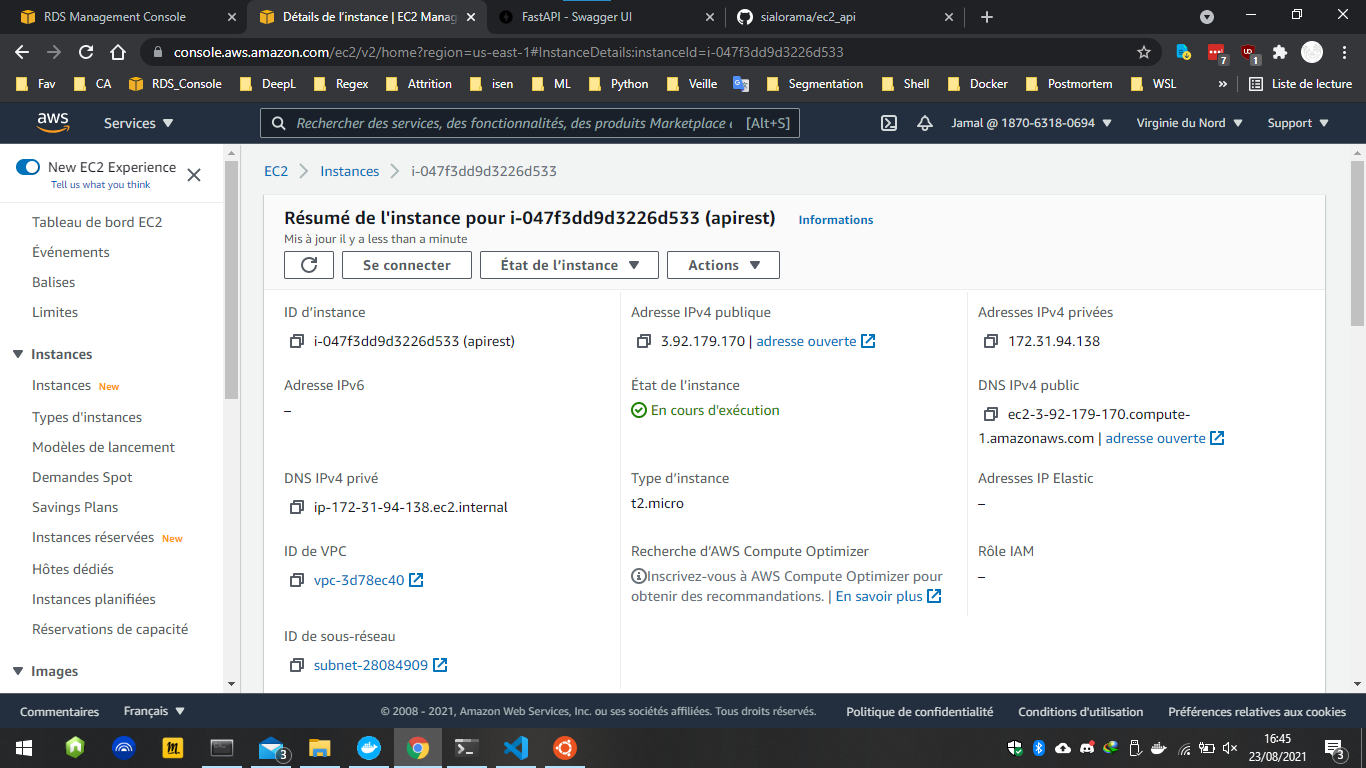 RDS Management Console
Détails de l'instance | EC2 Manag
FastAPI - Swagger UI
sialorama/ec2_api
console.aws.amazon.com/ec2/v2/home?region=us-east-1#InstanceDetails:instanceId=i-047f3dd9d3226d533
7
1
Fav
CA
RDS_Console
DeepL
Regex
Attrition
isen
ML
Python
Veille
Segmentation
Shell
Docker
Postmortem
WSL
»
Liste de lecture
aws
Services
Rechercher des services, des fonctionnalités, des produits Marketplace e [Alt+S]
Jamal @ 1870-6318-0694
Virginie du Nord
Support
New EC2 Experience
Tell us what you think
Tableau de bord EC2
Événements
Balises
Limites
Instances
Instances New
Types d'instances
Modèles de lancement
Demandes Spot
Savings Plans
Instances réservées New
Hôtes dédiés
Instances planifiées
Réservations de capacité
Images
EC2 > Instances > i-047f3dd9d3226d533
Résumé de l'instance pour i-047f3dd9d3226d533 (apirest) Informations
Mis à jour il y a less than a minute
Se connecter
État de l'instance
Actions
ID d'instance
i-047f3dd9d3226d533 (apirest)
Adresse IPv4 publique
3.92.179.170 | adresse ouverte
Adresses IPv4 privées
172.31.94.138
Adresse IPv6
–
État de l'instance
En cours d'exécution
DNS IPv4 public
ec2-3-92-179-170.compute-
1.amazonaws.com | adresse ouverte
DNS IPv4 privé
ip-172-31-94-138.ec2.internal
Type d'instance
t2.micro
Adresses IP Elastic
–
ID de VPC
vpc-3d78ec40
Recherche d'AWS Compute Optimizer
Inscrivez-vous à AWS Compute Optimizer pour
obtenir des recommandations. | En savoir plus
Rôle IAM
–
ID de sous-réseau
subnet-28084909
Commentaires
Français
© 2008 - 2021, Amazon Web Services, Inc. ou ses sociétés affiliées. Tous droits réservés.
Politique de confidentialité
Conditions d'utilisation
Préférences relatives aux cookies
3
16:45
23/08/2021
3